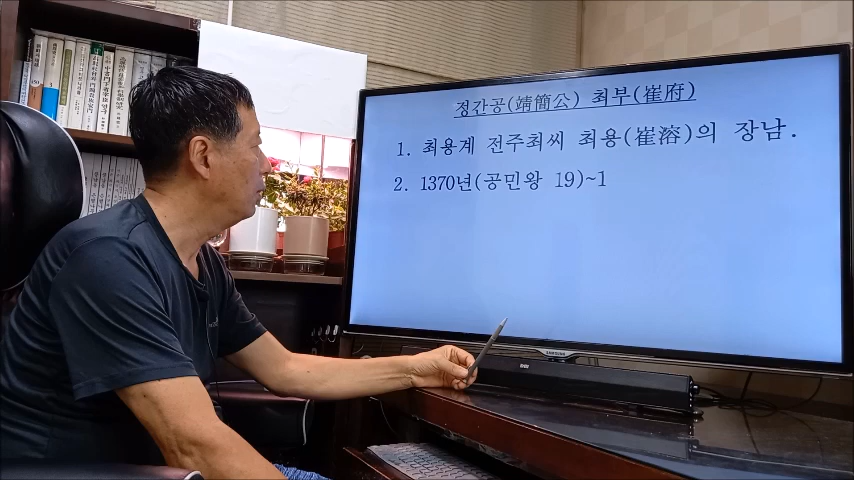 정간공(靖簡公) 최부(崔府)
1. 최용계 전주최씨 최용(崔溶)의 장남.
2. 1370년(공민왕 19)~1
SAMSUNG